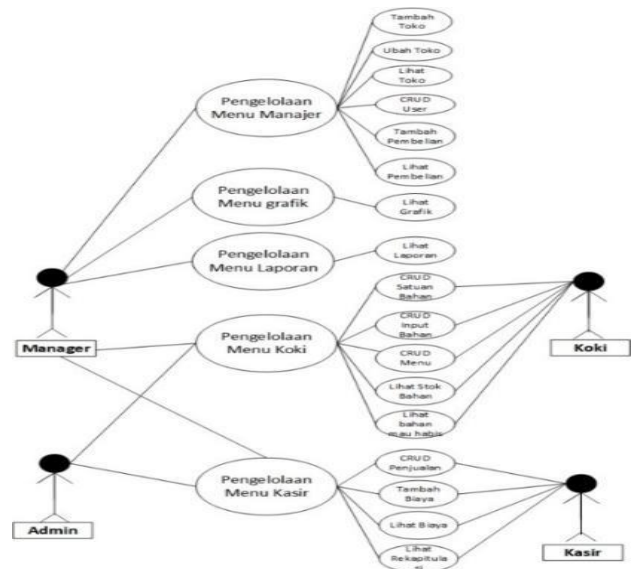 Tambah
Toko
Ubah Toko
Lihat
Toko
Pengelolaan
Menu Manajer
CRUD
User
Tambah
Pembelian
Lihat
Pembelian
Pengelolaan
Menu grafik
Lihat
Grafik
Pengelolaan
Menu Laporan
Lihat
Laporan
CRUD
Satuan
Bahan
CRUD
Input
Bahan
Manager
Pengelolaan
Menu Koki
Koki
CRUD
Menu
Lihat Stok
Bahan
Lihat
bahan
mau habis
CRUD
Penjualan
Pengelolaan
Menu Kasir
Tambah
Biaya
Lihat Biaya
Admin
Lihat
Rekapitula
si
Kasir